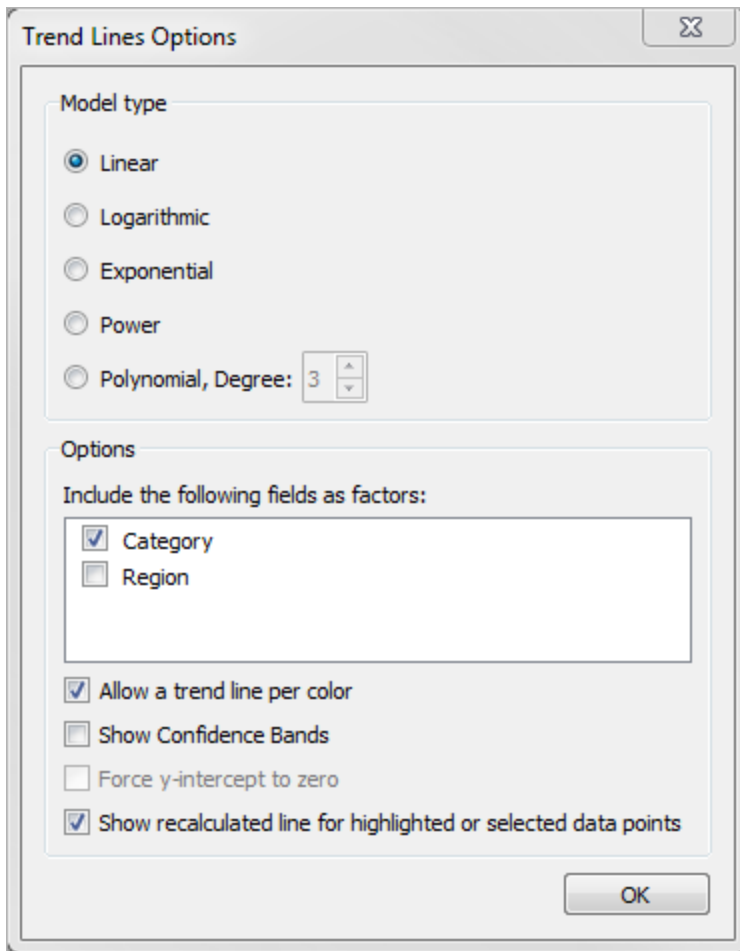 Trend Lines Options
Model type
Linear
Logarithmic
Exponential
Power
Polynomial, Degree: 3
Options
Include the following fields as factors:
Category
Region
Allow a trend line per color
Show Confidence Bands
Force y-intercept to zero
Show recalculated line for highlighted or selected data points
OK